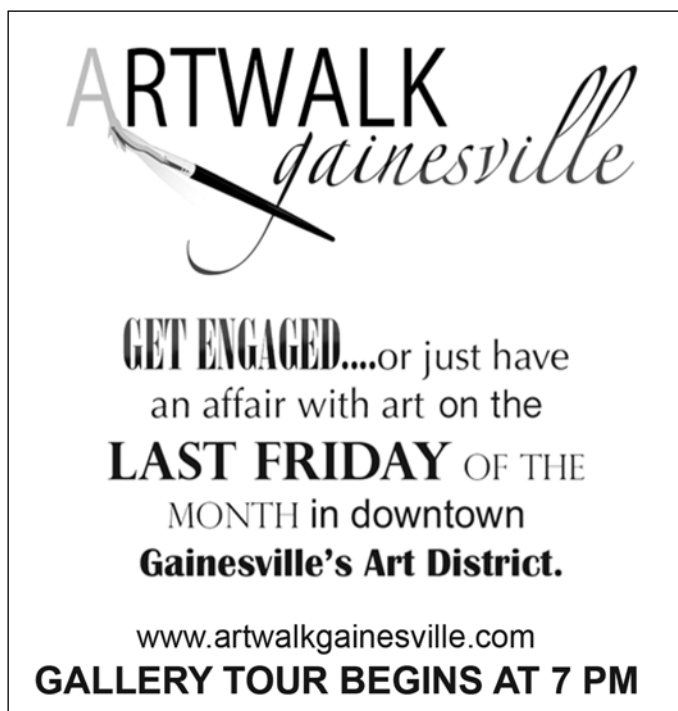 ARTWALK
gainesville
GET ENGAGED....or just have
an affair with art on the
LAST FRIDAY OF THE
MONTH in downtown
Gainesville's Art District.
www.artwalkgainesville.com
GALLERY TOUR BEGINS AT 7 PM